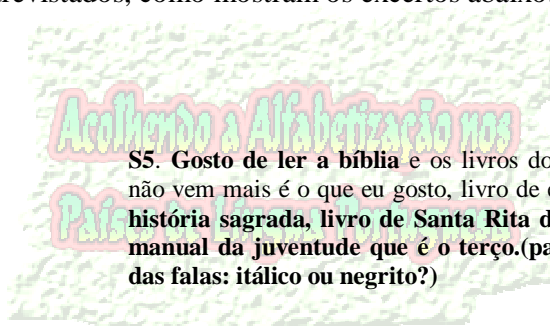 trevistados, como mostram os excertos abaixo
Acolhendo a Alfabetização nos
S5. Gosto de ler a bíblia e os livros do
não vem mais é o que eu gosto, livro de
Países de Língua Portuguesa
história sagrada, livro de Santa Rita
manual da juventude que é o terço.(pa
das falas: itálico ou negrito?)